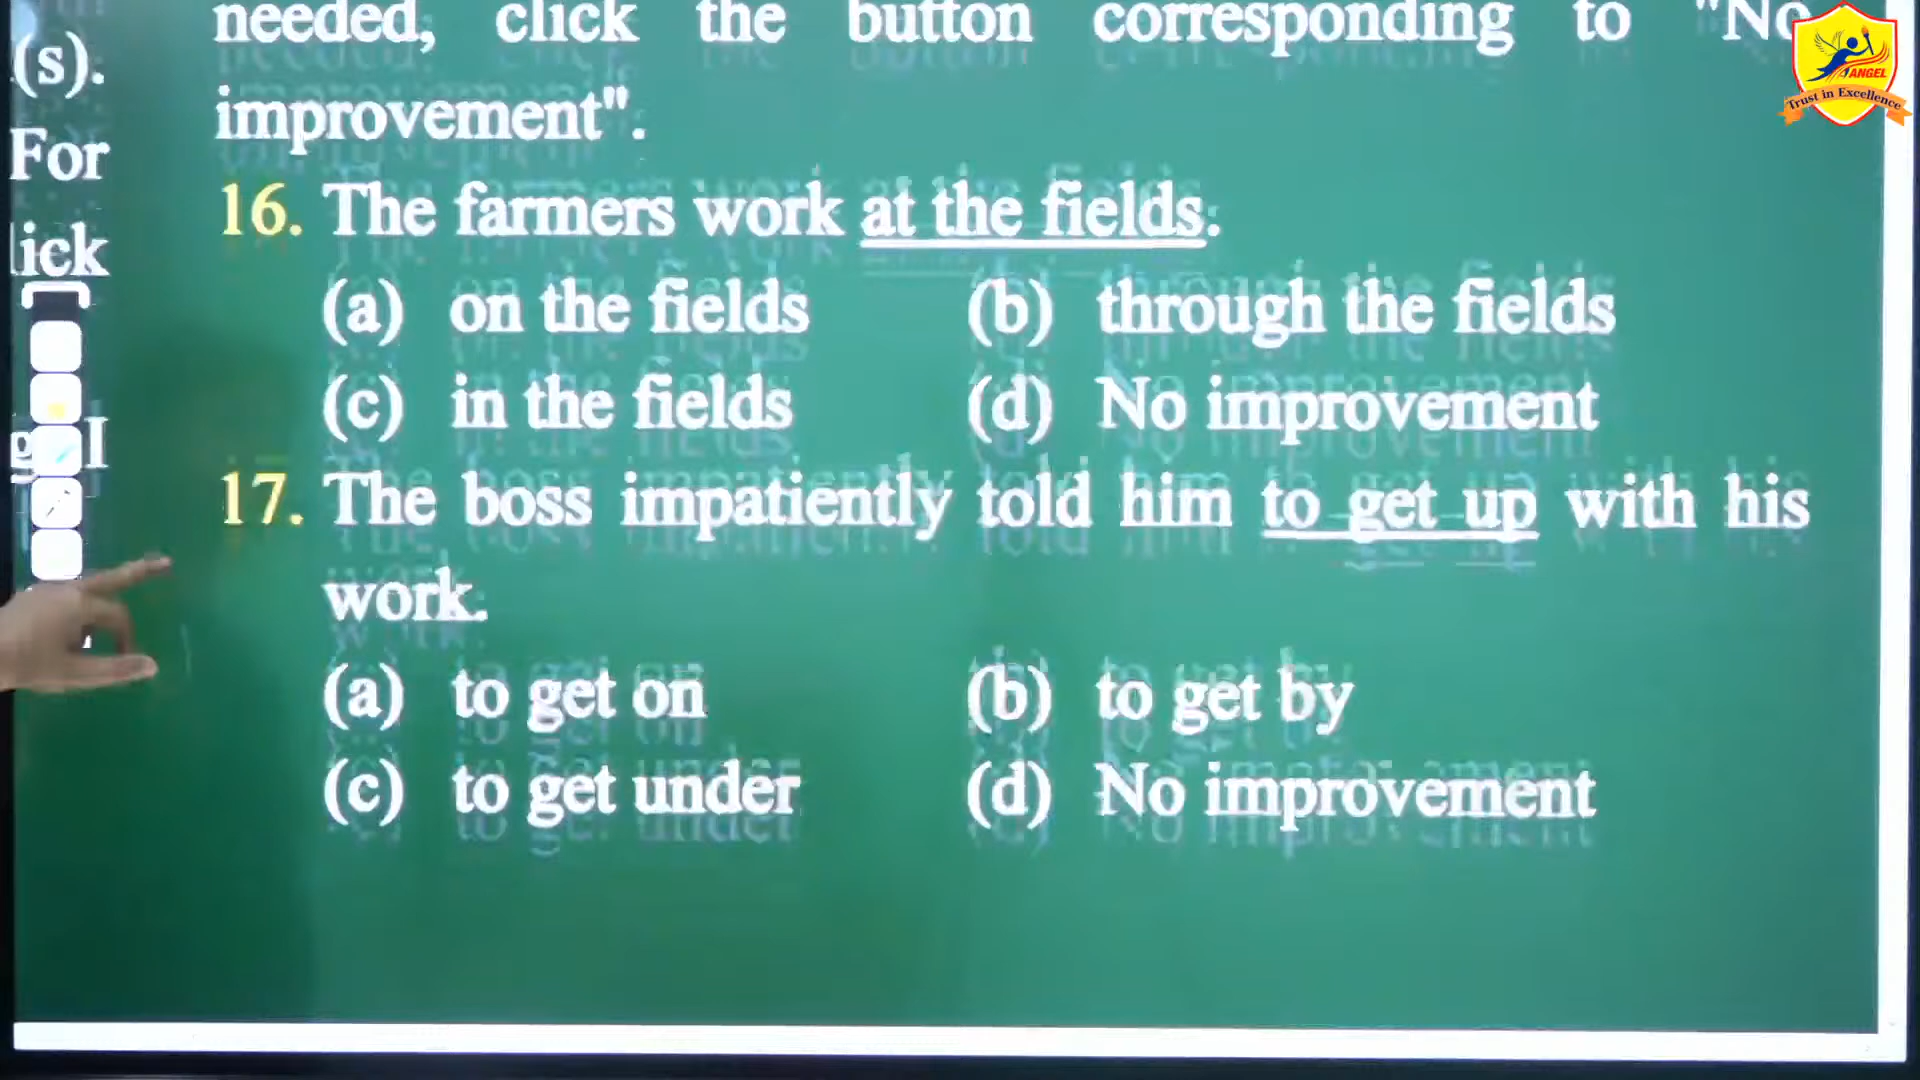 (s).
For
lick
I
needed, click the button corresponding to "No
improvement".
16. The farmers work at the fields.
(a) on the fields (b) through the fields
(c) in the fields (d) No improvement
17. The boss impatiently told him to get up with his
work.
(a) to get on (b) to get by
(c) to get under (d) No improvement
ANGEL
Trust in Excellence